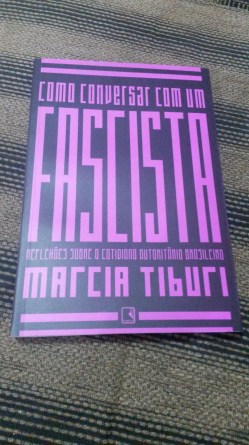 COMO CONVERSAR COM UM
FASCISTA
REFLEXÕES SOBRE O COTIDIANO AUTORITÁRIO BRASILEIRO
MARCIA TIBURI